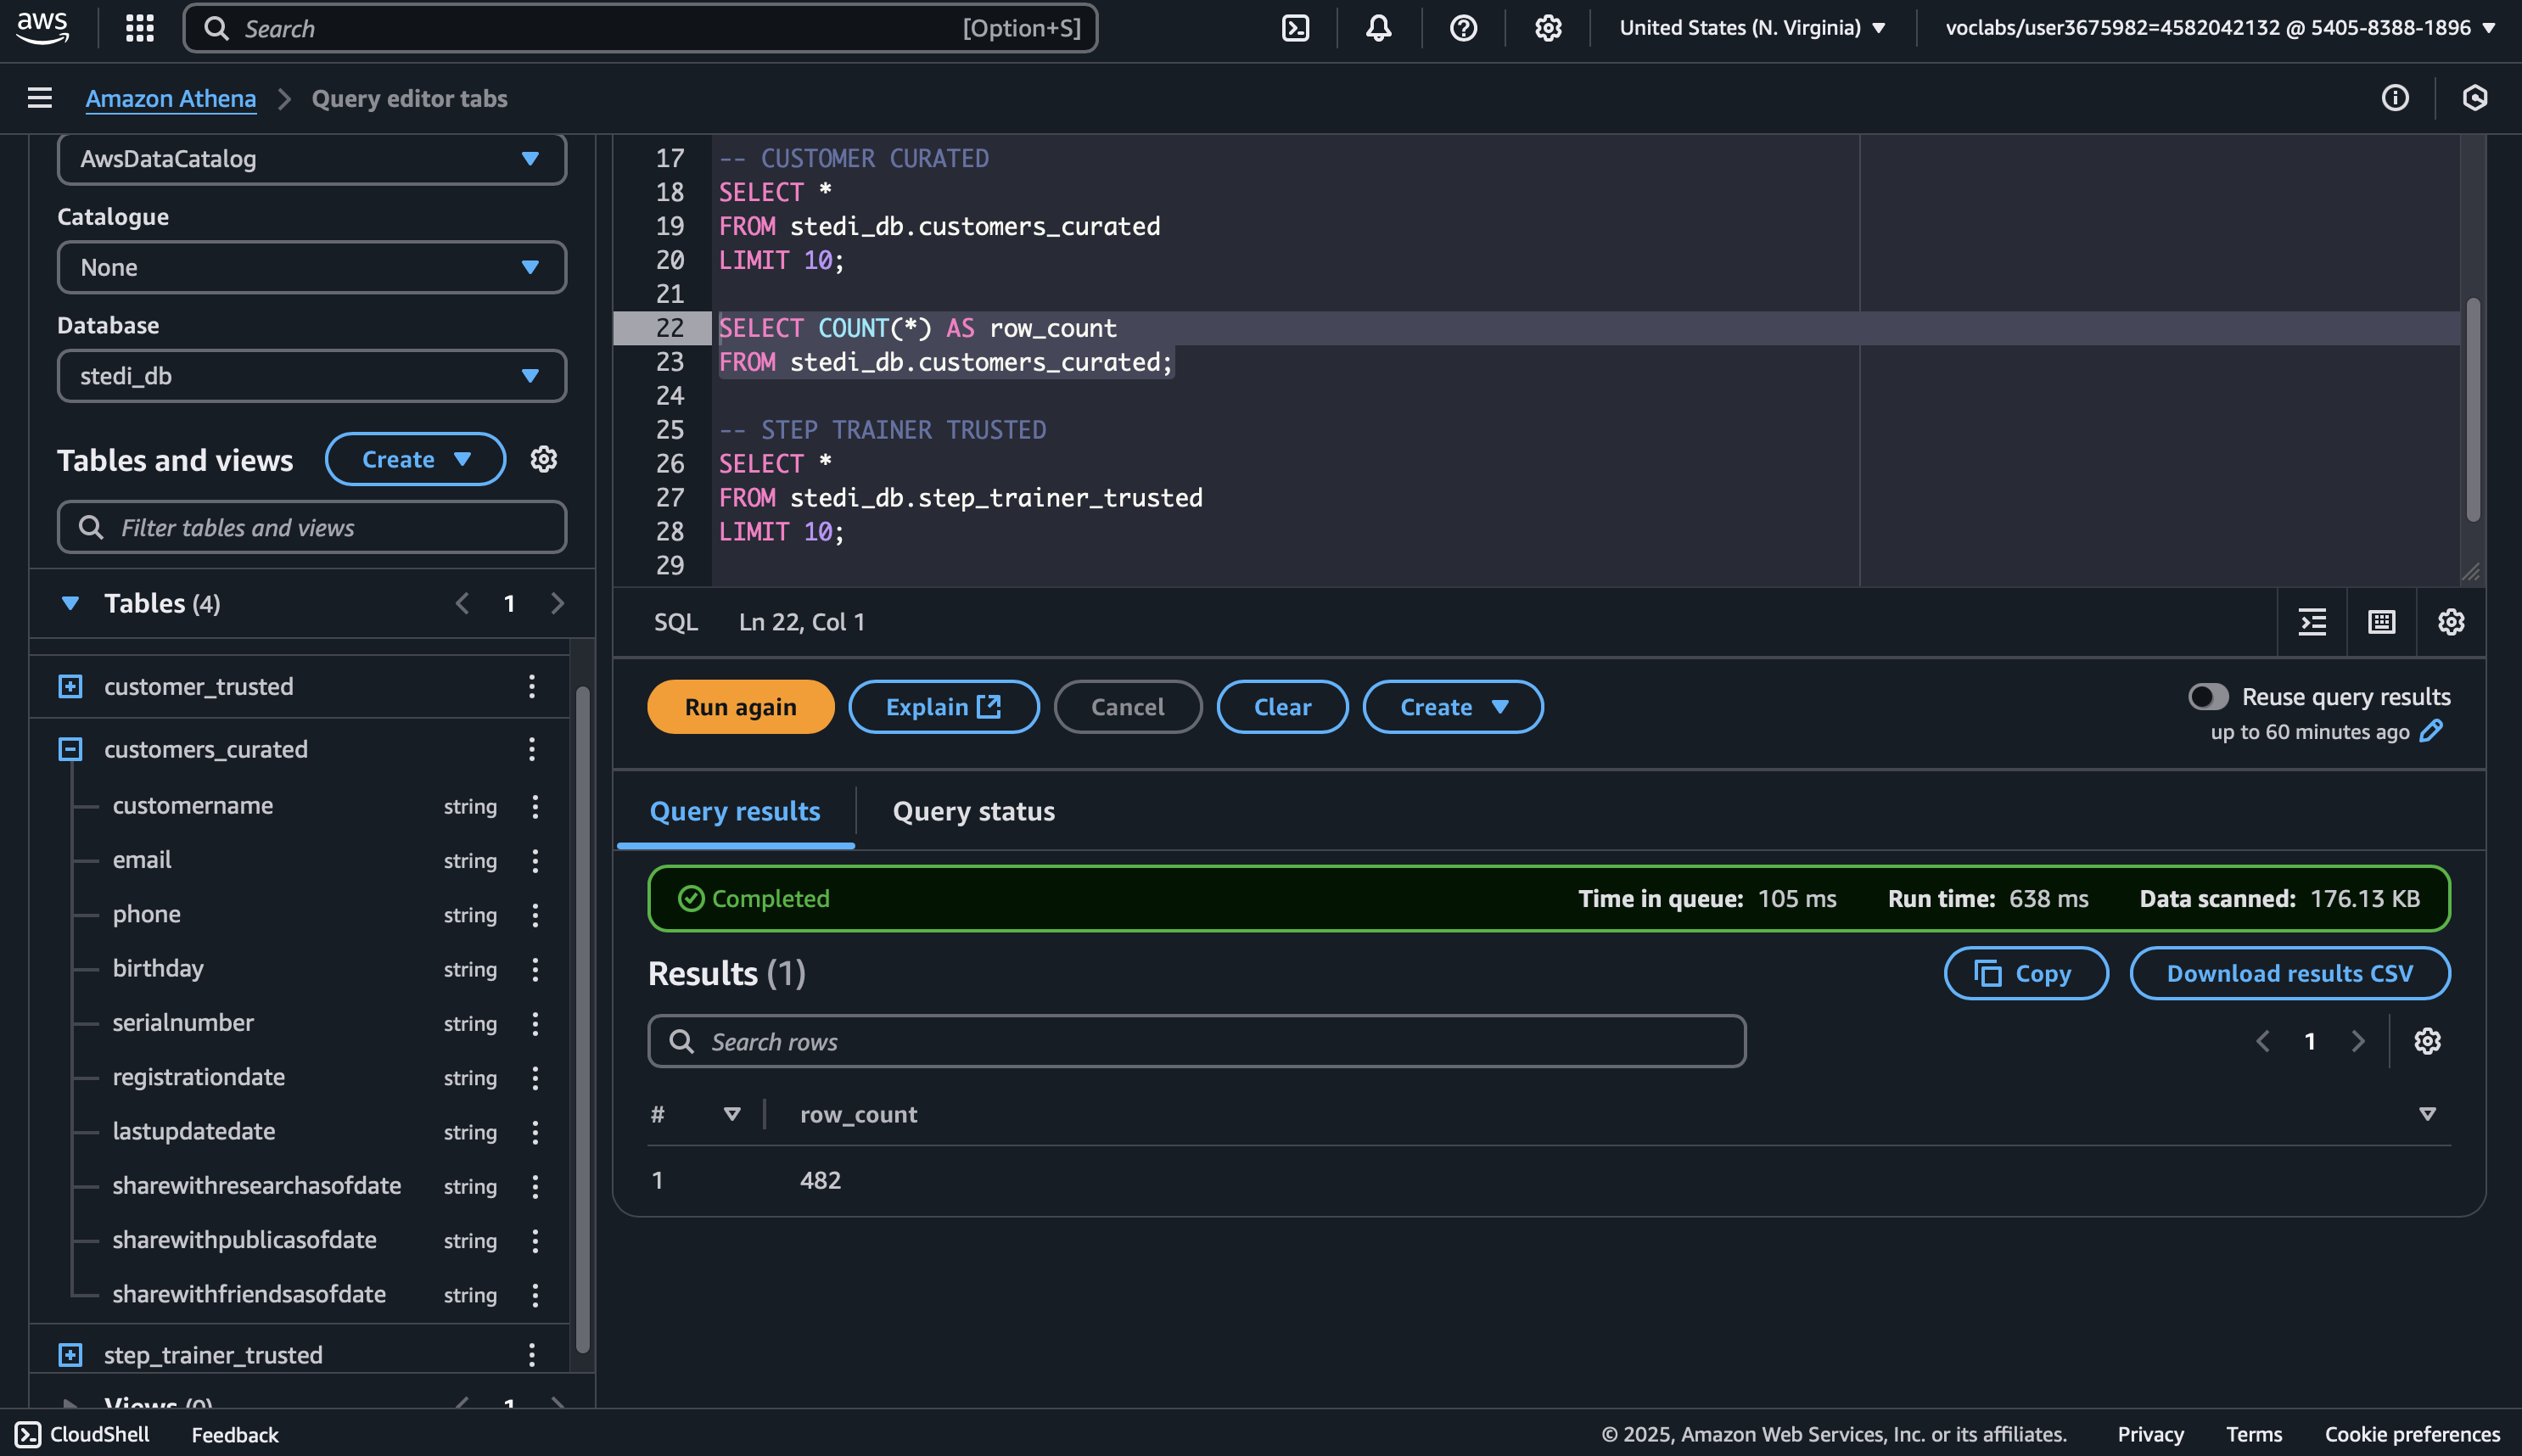 aws
Search
[Option+S]
United States (N. Virginia)
voclabs/user3675982=4582042132 @ 5405-8388-1896
Amazon Athena
Query editor tabs
AwsDataCatalog
Catalogue
None
Database
stedi_db
Tables and views
Create
Filter tables and views
Tables (4)
1
customer_trusted
customers_curated
customername string
email string
phone string
birthday string
serialnumber string
registrationdate string
lastupdatedate string
sharewithresearchasofdate string
sharewithpublicasofdate string
sharewithfriendsasofdate string
step_trainer_trusted
Views (0)
1
17 -- CUSTOMER CURATED
18 SELECT *
19 FROM stedi_db.customers_curated
20 LIMIT 10;
21
22 SELECT COUNT(*) AS row_count
23 FROM stedi_db.customers_curated;
24
25 -- STEP TRAINER TRUSTED
26 SELECT *
27 FROM stedi_db.step_trainer_trusted
28 LIMIT 10;
29
SQL
Ln 22, Col 1
Run again
Explain
Cancel
Clear
Create
Reuse query results
up to 60 minutes ago
Query results
Query status
Completed
Time in queue: 105 ms
Run time: 638 ms
Data scanned: 176.13 KB
Results (1)
Copy
Download results CSV
Search rows
1
# row_count
1 482
CloudShell
Feedback
© 2025, Amazon Web Services, Inc. or its affiliates.
Privacy
Terms
Cookie preferences